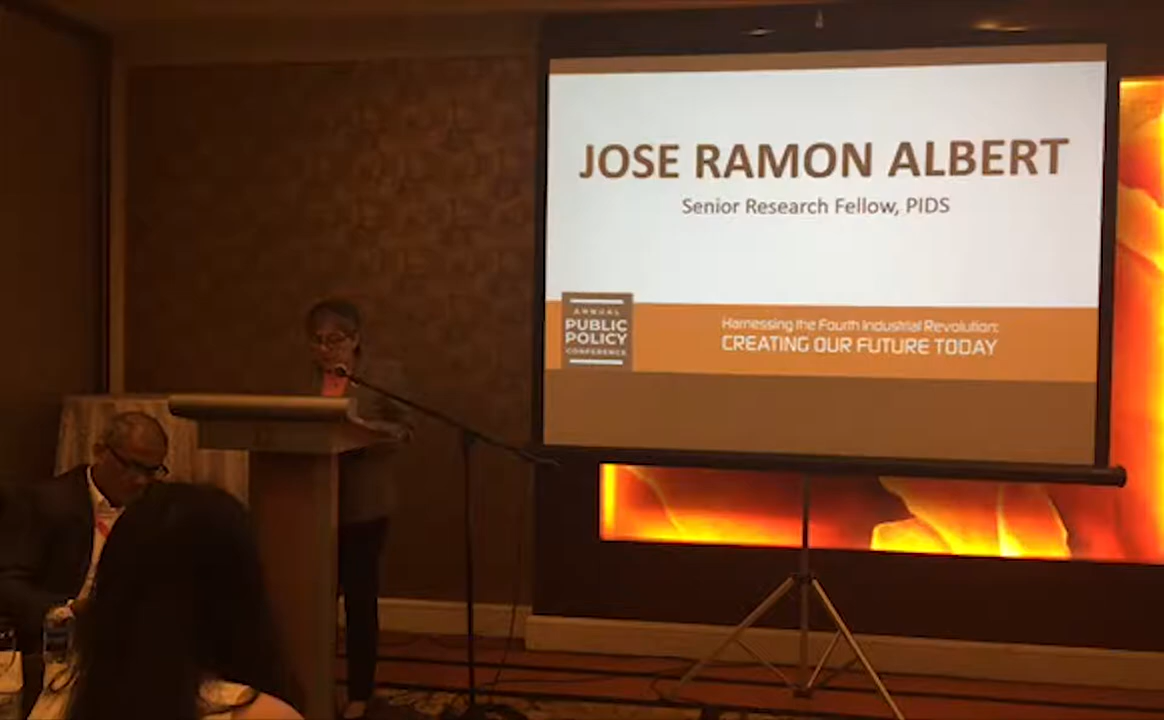 JOSE RAMON ALBERT
Senior Research Fellow, PIDS
ANNUAL
PUBLIC
POLICY
CONFERENCE
Harnessing the Fourth Industrial Revolution:
CREATING OUR FUTURE TODAY